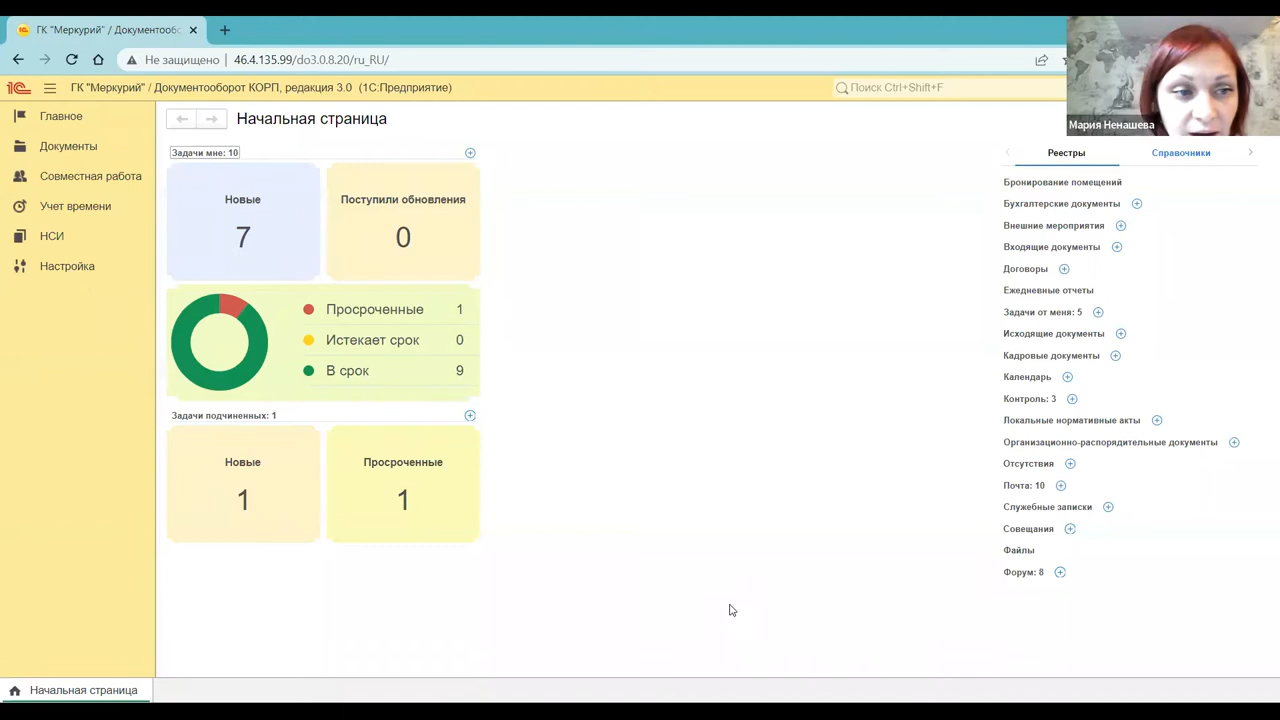 ГК "Меркурий" / Документооб
Не защищено | 46.4.135.99/do3.0.8.20/ru_RU/
1С ГК "Меркурий" / Документооборот КОРП, редакция 3.0 (1С:Предприятие)
Поиск Ctrl+Shift+F
Мария Ненашева
Главное
Документы
Совместная работа
Учет времени
НСИ
Настройка
Начальная страница
Задачи мне: 10
Новые
7
Поступили обновления
0
Просроченные 1
Истекает срок 0
В срок 9
Задачи подчиненных: 1
Новые
1
Просроченные
1
Реестры
Справочники
Бронирование помещений
Бухгалтерские документы
Внешние мероприятия
Входящие документы
Договоры
Ежедневные отчеты
Задачи от меня: 5
Исходящие документы
Кадровые документы
Календарь
Контроль: 3
Локальные нормативные акты
Организационно-распорядительные документы
Отсутствия
Почта: 10
Служебные записки
Совещания
Файлы
Форум: 8
Начальная страница